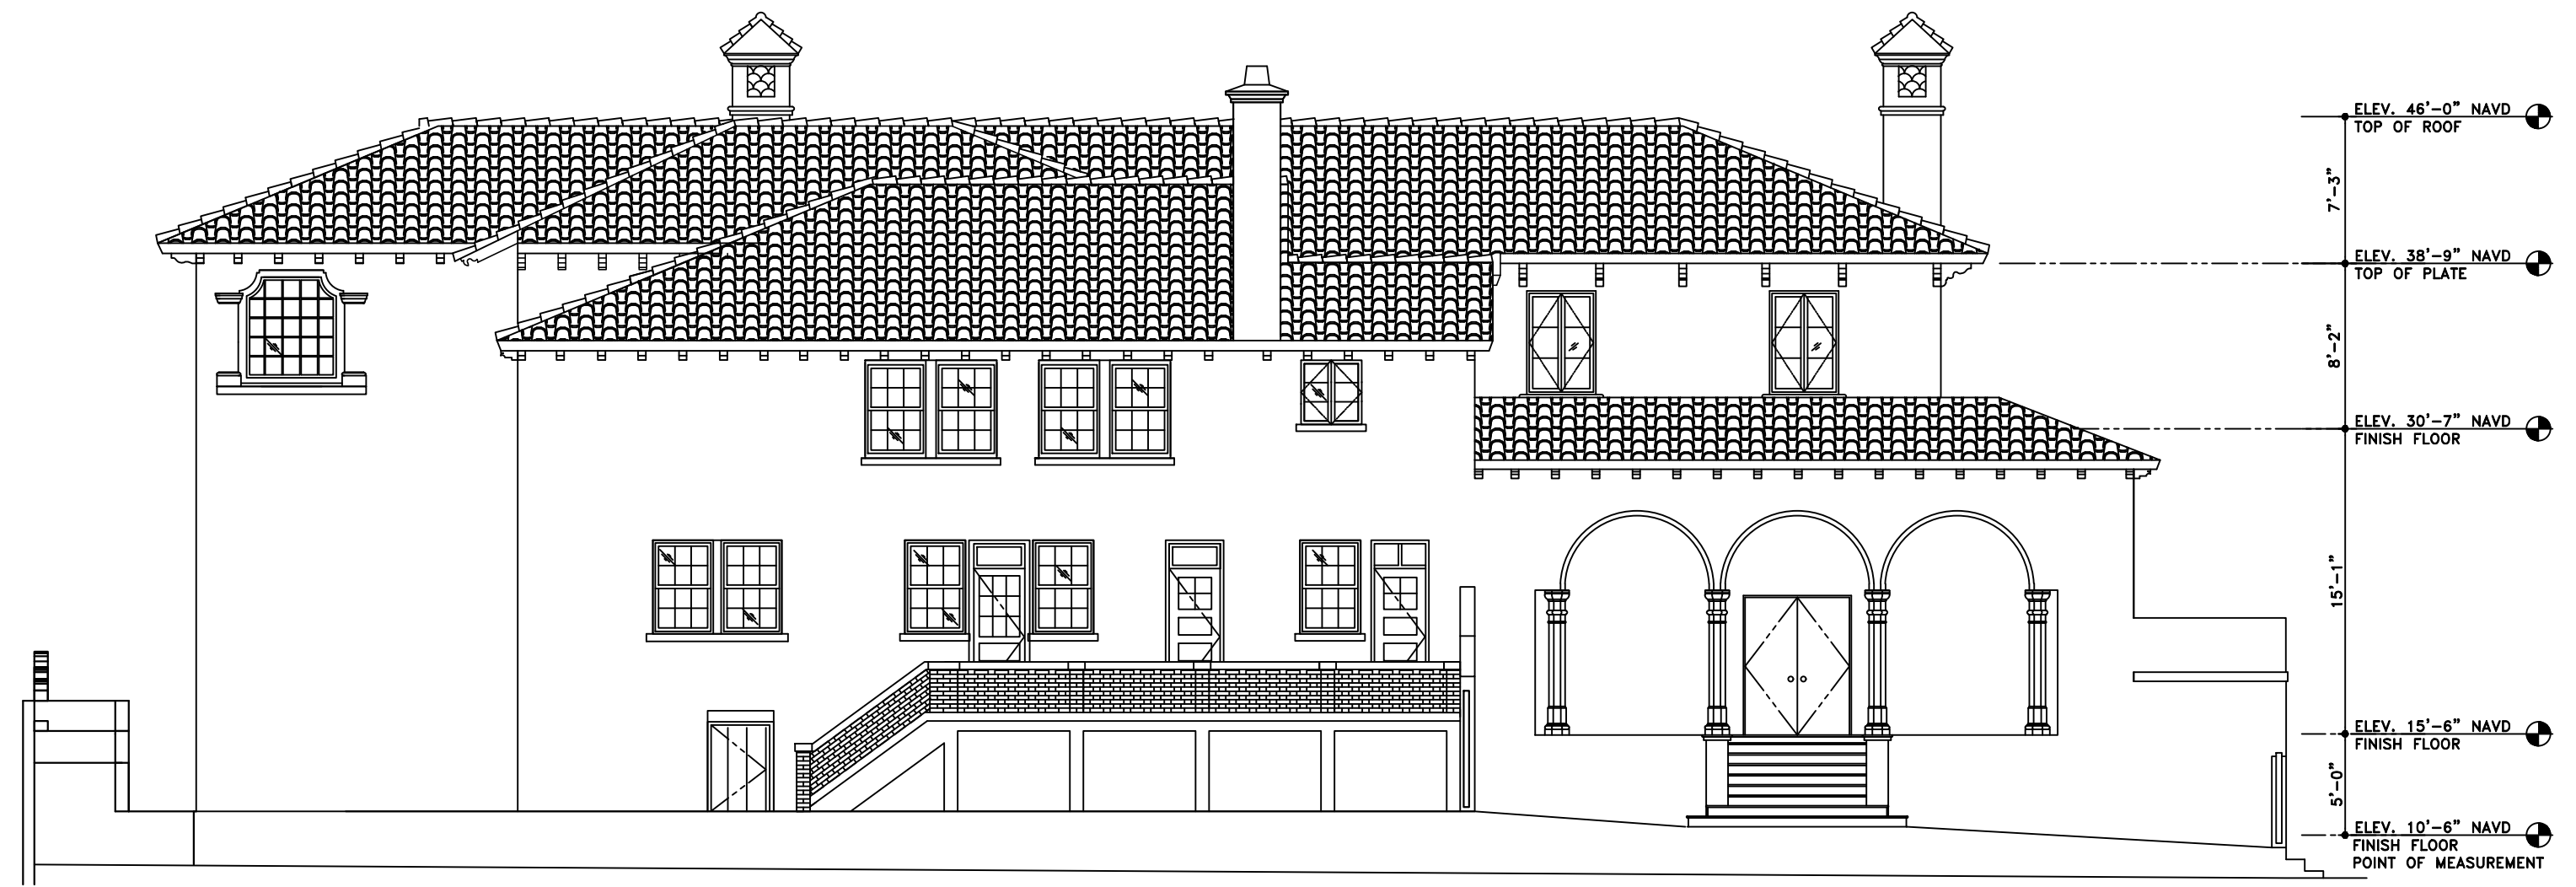 ELEV. 46'-0" NAVD
TOP OF ROOF
7'-3"
ELEV. 38'-9" NAVD
TOP OF PLATE
8'-2"
ELEV. 30'-7" NAVD
FINISH FLOOR
15'-1"
ELEV. 15'-6" NAVD
FINISH FLOOR
5'-0"
ELEV. 10'-6" NAVD
FINISH FLOOR
POINT OF MEASUREMENT